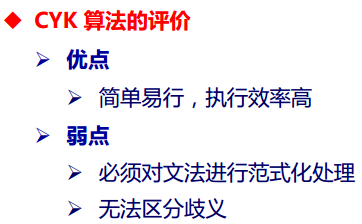 CYK 算法的评价
优点
简单易行，执行效率高
弱点
必须对文法进行范式化处理
无法区分歧义